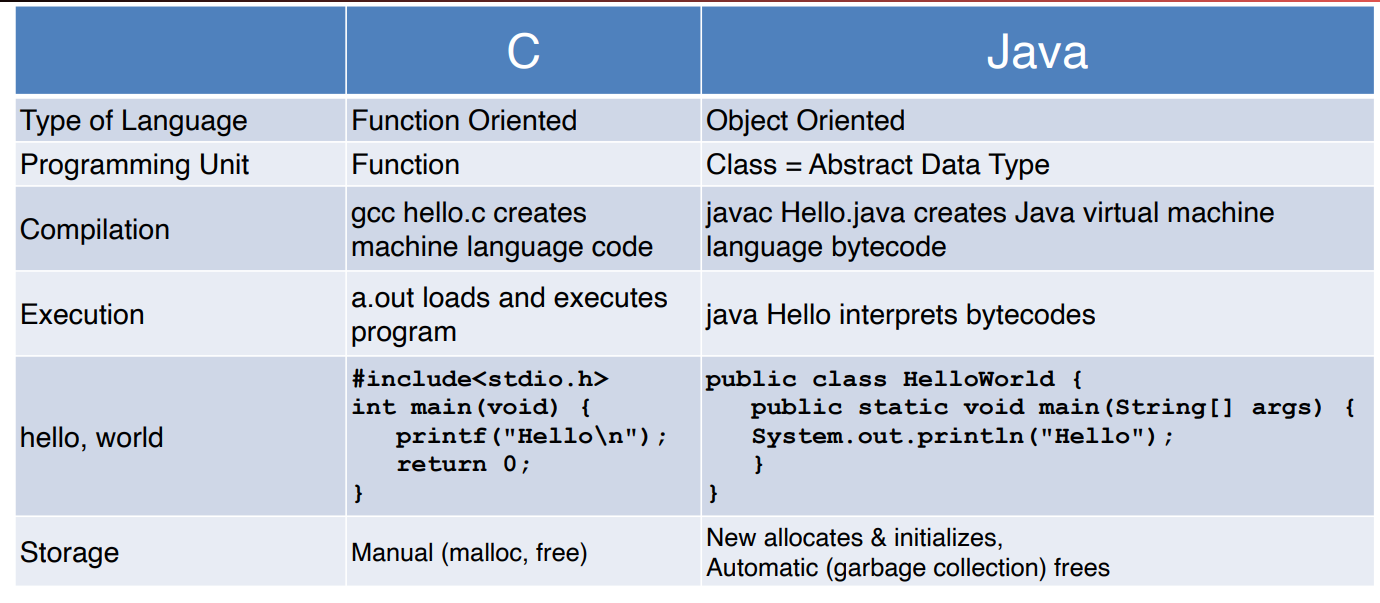 C Java
Type of Language Function Oriented Object Oriented
Programming Unit Function Class = Abstract Data Type
Compilation
gcc hello.c creates
machine language code
javac Hello.java creates Java virtual machine
language bytecode
Execution
a.out loads and executes
program
java Hello interprets bytecodes
hello, world
#include<stdio.h>
int main(void) {
   printf("Hello\n");
   return 0;
}
public class HelloWorld {
   public static void main(String[] args) {
   System.out.println("Hello");
   }
}
Storage
Manual (malloc, free)
New allocates & initializes,
Automatic (garbage collection) frees